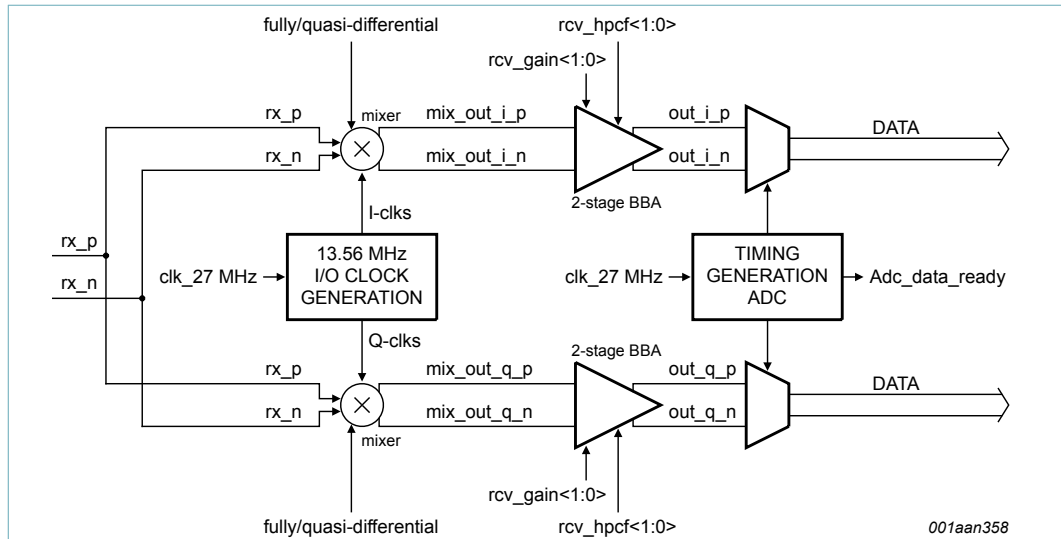 fully/quasi-differential
rcv_hpcf<1:0>
rcv_gain<1:0>
rx_p
mixer
mix_out_i_p
out_i_p
DATA
rx_n
mix_out_i_n
out_i_n
2-stage BBA
I-clks
rx_p
rx_n
clk_27 MHz
13.56 MHz
I/O CLOCK
GENERATION
clk_27 MHz
TIMING
GENERATION
ADC
Adc_data_ready
Q-clks
2-stage BBA
rx_p
mix_out_q_p
out_q_p
DATA
rx_n
mix_out_q_n
out_q_n
mixer
rcv_gain<1:0>
fully/quasi-differential
rcv_hpcf<1:0>
001aan358